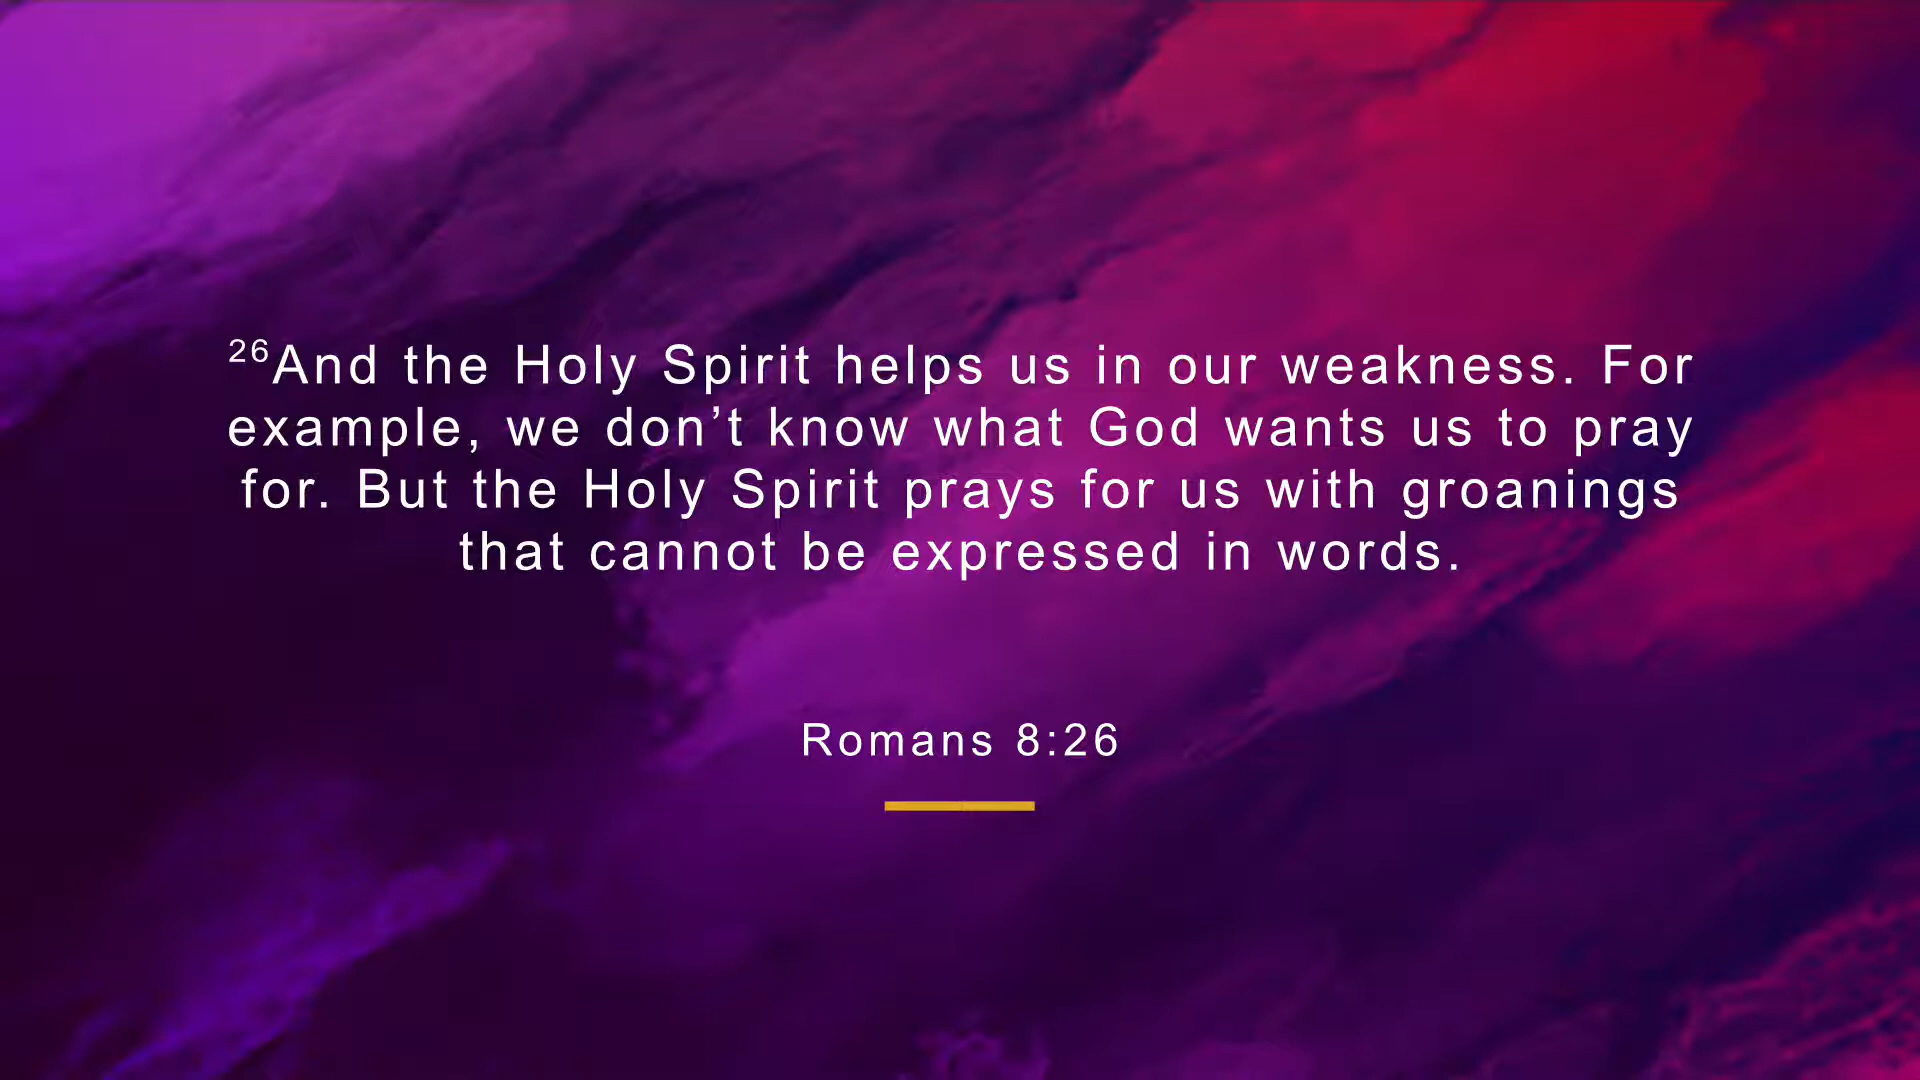 26And the Holy Spirit helps us in our weakness. For
example, we don’t know what God wants us to pray
for. But the Holy Spirit prays for us with groanings
that cannot be expressed in words.
Romans 8:26